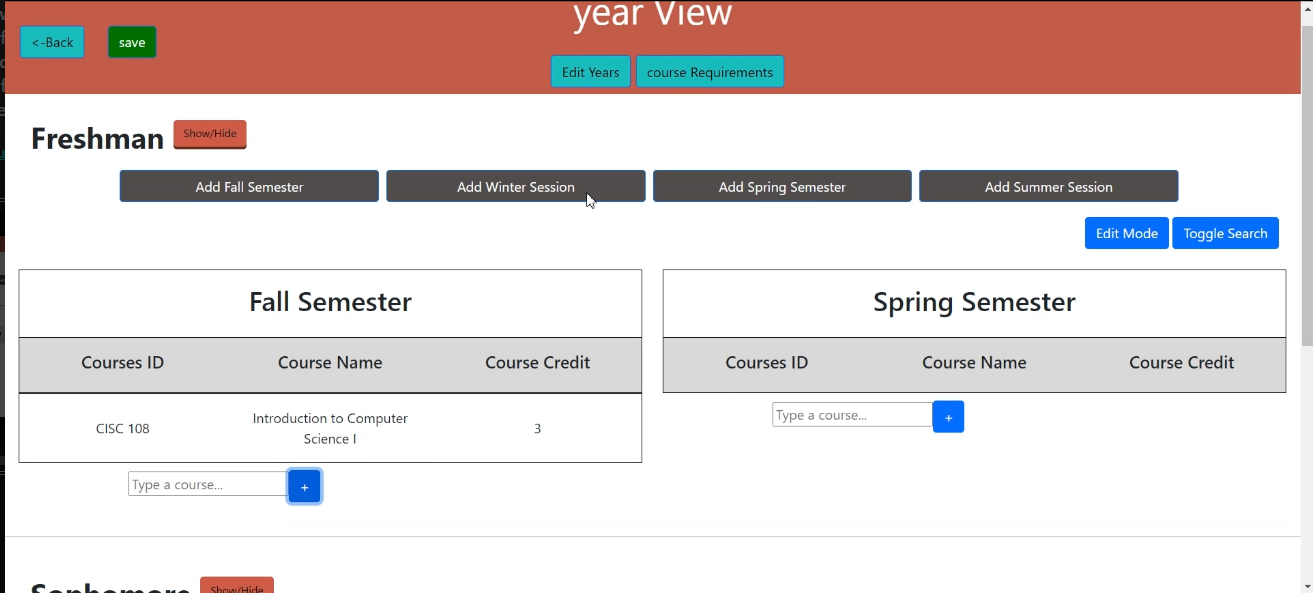 year View
<-Back
save
Edit Years
course Requirements
Freshman
Show/Hide
Add Fall Semester
Add Winter Session
Add Spring Semester
Add Summer Session
Edit Mode
Toggle Search
Fall Semester
Spring Semester
Courses ID
Course Name
Course Credit
Courses ID
Course Name
Course Credit
CISC 108
Introduction to Computer
Science I
3
Type a course...
+
Type a course...
+
Sophomore
Show/Hide